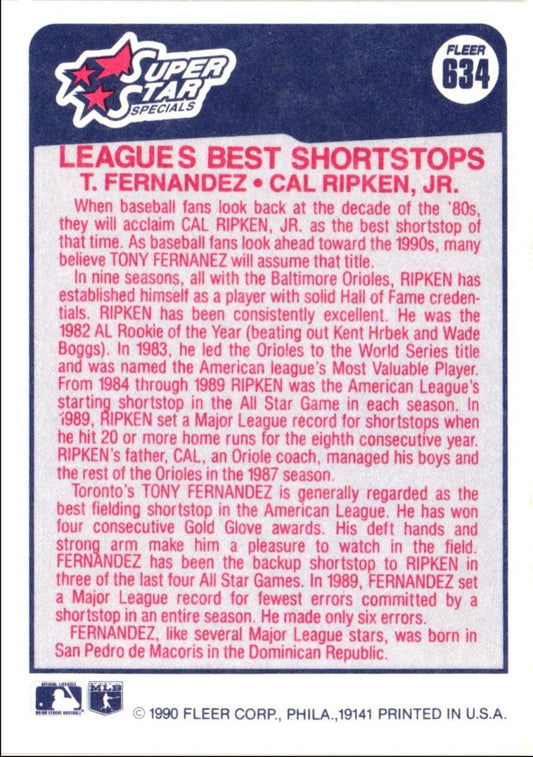 SUPER
STAR
SPECIALS
FLEER
634
LEAGUES BEST SHORTSTOPS
T. FERNANDEZ • CAL RIPKEN, JR.
When baseball fans look back at the decade of the '80s,
they will acclaim CAL RIPKEN, JR. as the best shortstop of
that time. As baseball fans look ahead toward the 1990s, many
believe TONY FERNANEZ will assume that title.
In nine seasons, all with the Baltimore Orioles, RIPKEN has
established himself as a player with solid Hall of Fame creden-
tials. RIPKEN has been consistently excellent. He was the
1982 AL Rookie of the Year (beating out Kent Hrbek and Wade
Boggs). In 1983, he led the Orioles to the World Series title
and was named the American league's Most Valuable Player.
From 1984 through 1989 RIPKEN was the American League's
starting shortstop in the All Star Game in each season. In
1989, RIPKEN set a Major League record for shortstops when
he hit 20 or more home runs for the eighth consecutive year.
RIPKEN's father, CAL, an Oriole coach, managed his boys and
the rest of the Orioles in the 1987 season.
Toronto's TONY FERNANDEZ is generally regarded as the
best fielding shortstop in the American League. He has won
four consecutive Gold Glove awards. His deft hands and
strong arm make him a pleasure to watch in the field.
FERNANDEZ has been the backup shortstop to RIPKEN in
three of the last four All Star Games. In 1989, FERNANDEZ set
a Major League record for fewest errors committed by a
shortstop in an entire season. He made only six errors.
FERNANDEZ, like several Major League stars, was born in
San Pedro de Macoris in the Dominican Republic.
MLB
MAJOR LEAGUE BASEBALL
© 1990 FLEER CORP., PHILA., 19141 PRINTED IN U.S.A.